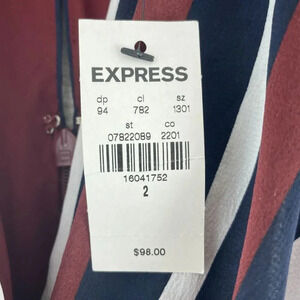 EXPRESS
dp cl sz
94 782 1301
st co
07822089 2201
16041752
2
$98.00